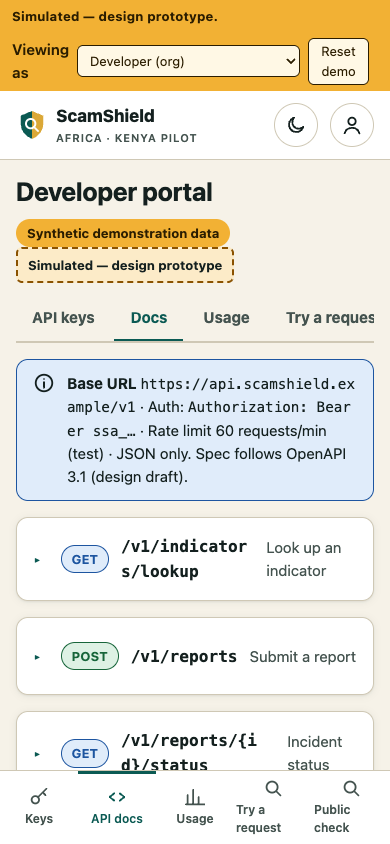 Simulated — design prototype.
Viewing
as
Developer (org)
Reset
demo
ScamShield
AFRICA · KENYA PILOT
Developer portal
Synthetic demonstration data
Simulated — design prototype
API keys
Docs
Usage
Try a reques
Base URL https://api.scamshield.ex
ample/v1 · Auth: Authorization: Bear
er ssa_… · Rate limit 60 requests/min
(test) · JSON only. Spec follows OpenAPI
3.1 (design draft).
GET
/v1/indicator
s/lookup
Look up an
indicator
POST
/v1/reports
Submit a report
GET
/v1/reports/{i
d}/status
Incident
status
Keys
API docs
Usage
Try a
request
Public
check